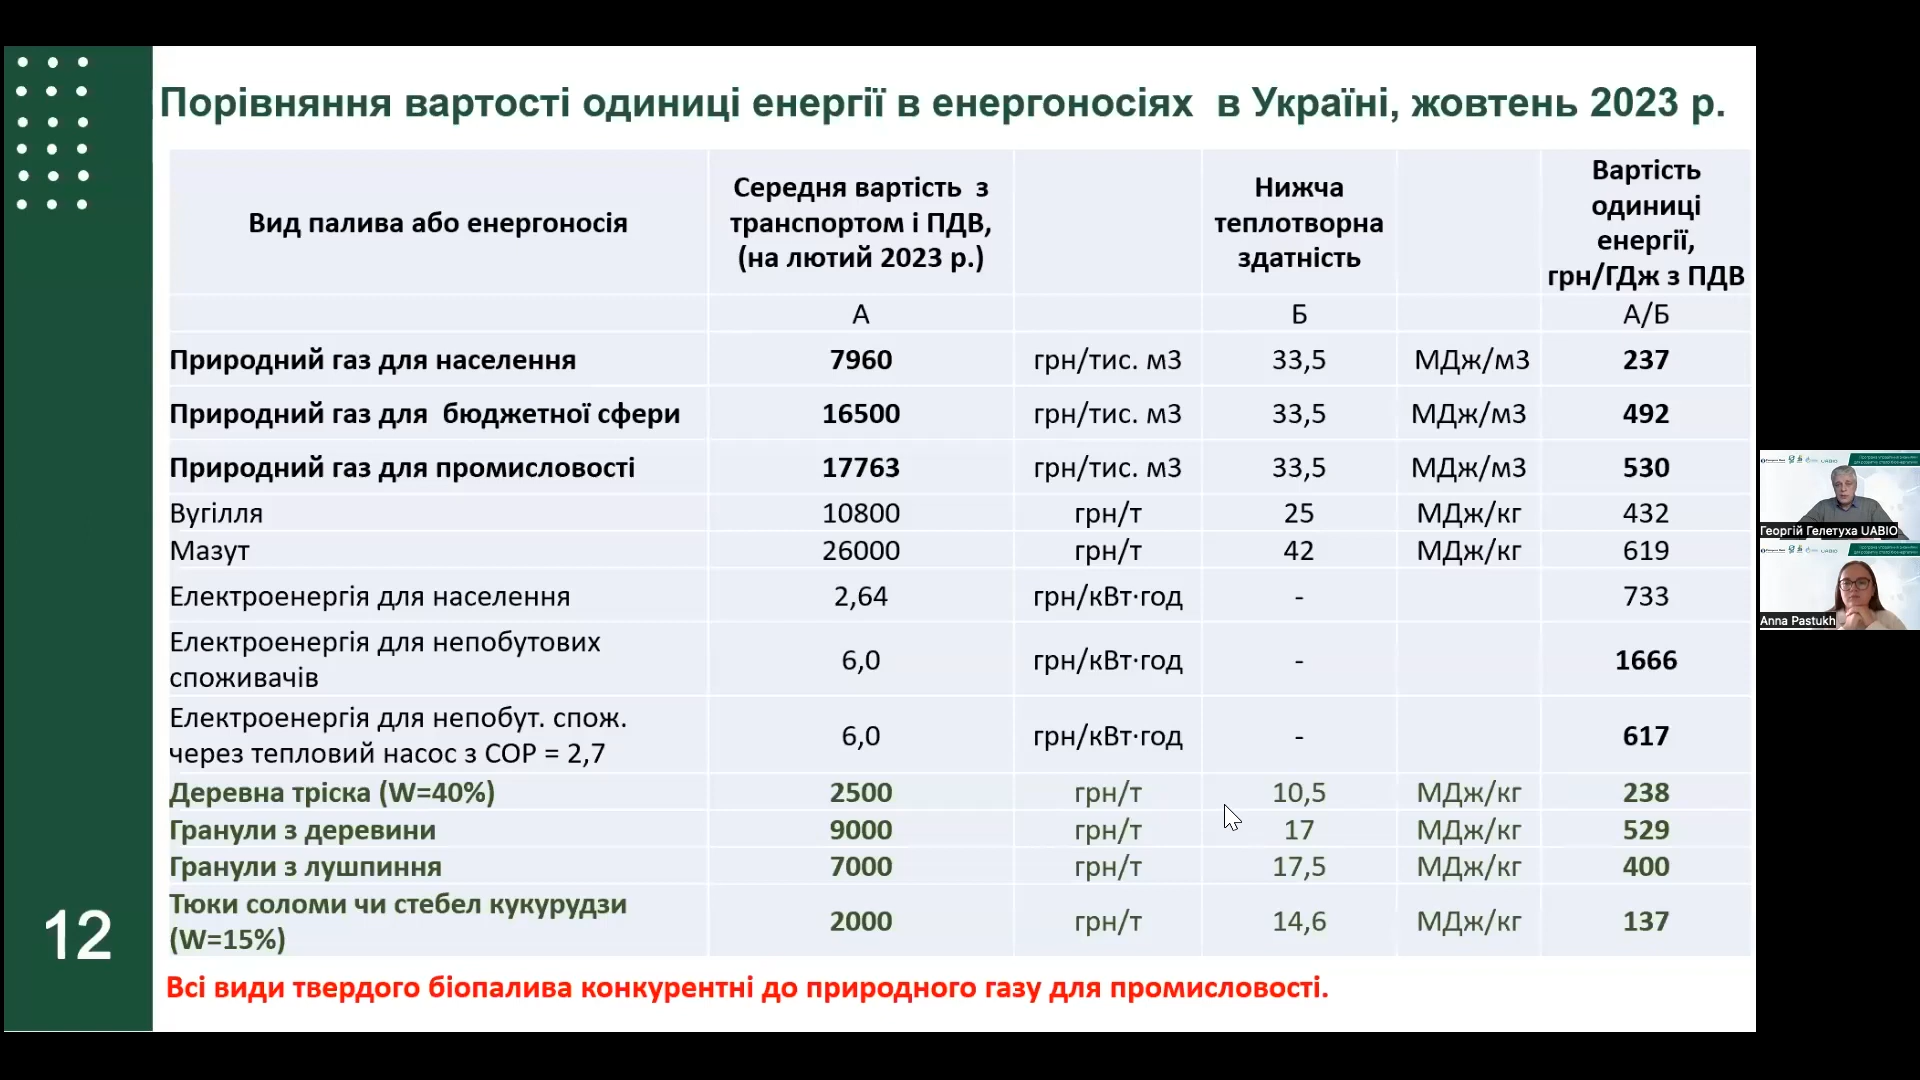 Порівняння вартості одиниці енергії в енергоносіях в Україні, жовтень 2023 р.
Вид палива або енергоносія
Середня вартість з
транспортом і ПДВ,
(на лютий 2023 р.)
Нижча
теплотворна
здатність
Вартість
одиниці
енергії,
грн/ГДж з ПДВ
А Б А/Б
Природний газ для населення 7960 грн/тис. м3 33,5 МДж/м3 237
Природний газ для бюджетної сфери 16500 грн/тис. м3 33,5 МДж/м3 492
Природний газ для промисловості 17763 грн/тис. м3 33,5 МДж/м3 530
Вугілля 10800 грн/т 25 МДж/кг 432
Мазут 26000 грн/т 42 МДж/кг 619
Електроенергія для населення 2,64 грн/кВт·год - 733
Електроенергія для непобутових
споживачів 6,0 грн/кВт·год - 1666
Електроенергія для непобут. спож.
через тепловий насос з COP = 2,7 6,0 грн/кВт·год - 617
Деревна тріска (W=40%) 2500 грн/т 10,5 МДж/кг 238
Гранули з деревини 9000 грн/т 17 МДж/кг 529
Гранули з лушпиння 7000 грн/т 17,5 МДж/кг 400
Тюки соломи чи стебел кукурудзи
(W=15%) 2000 грн/т 14,6 МДж/кг 137
Всі види твердого біопалива конкурентні до природного газу для промисловості.
12
Георгій Гелетуха UABIO
Anna Pastukh